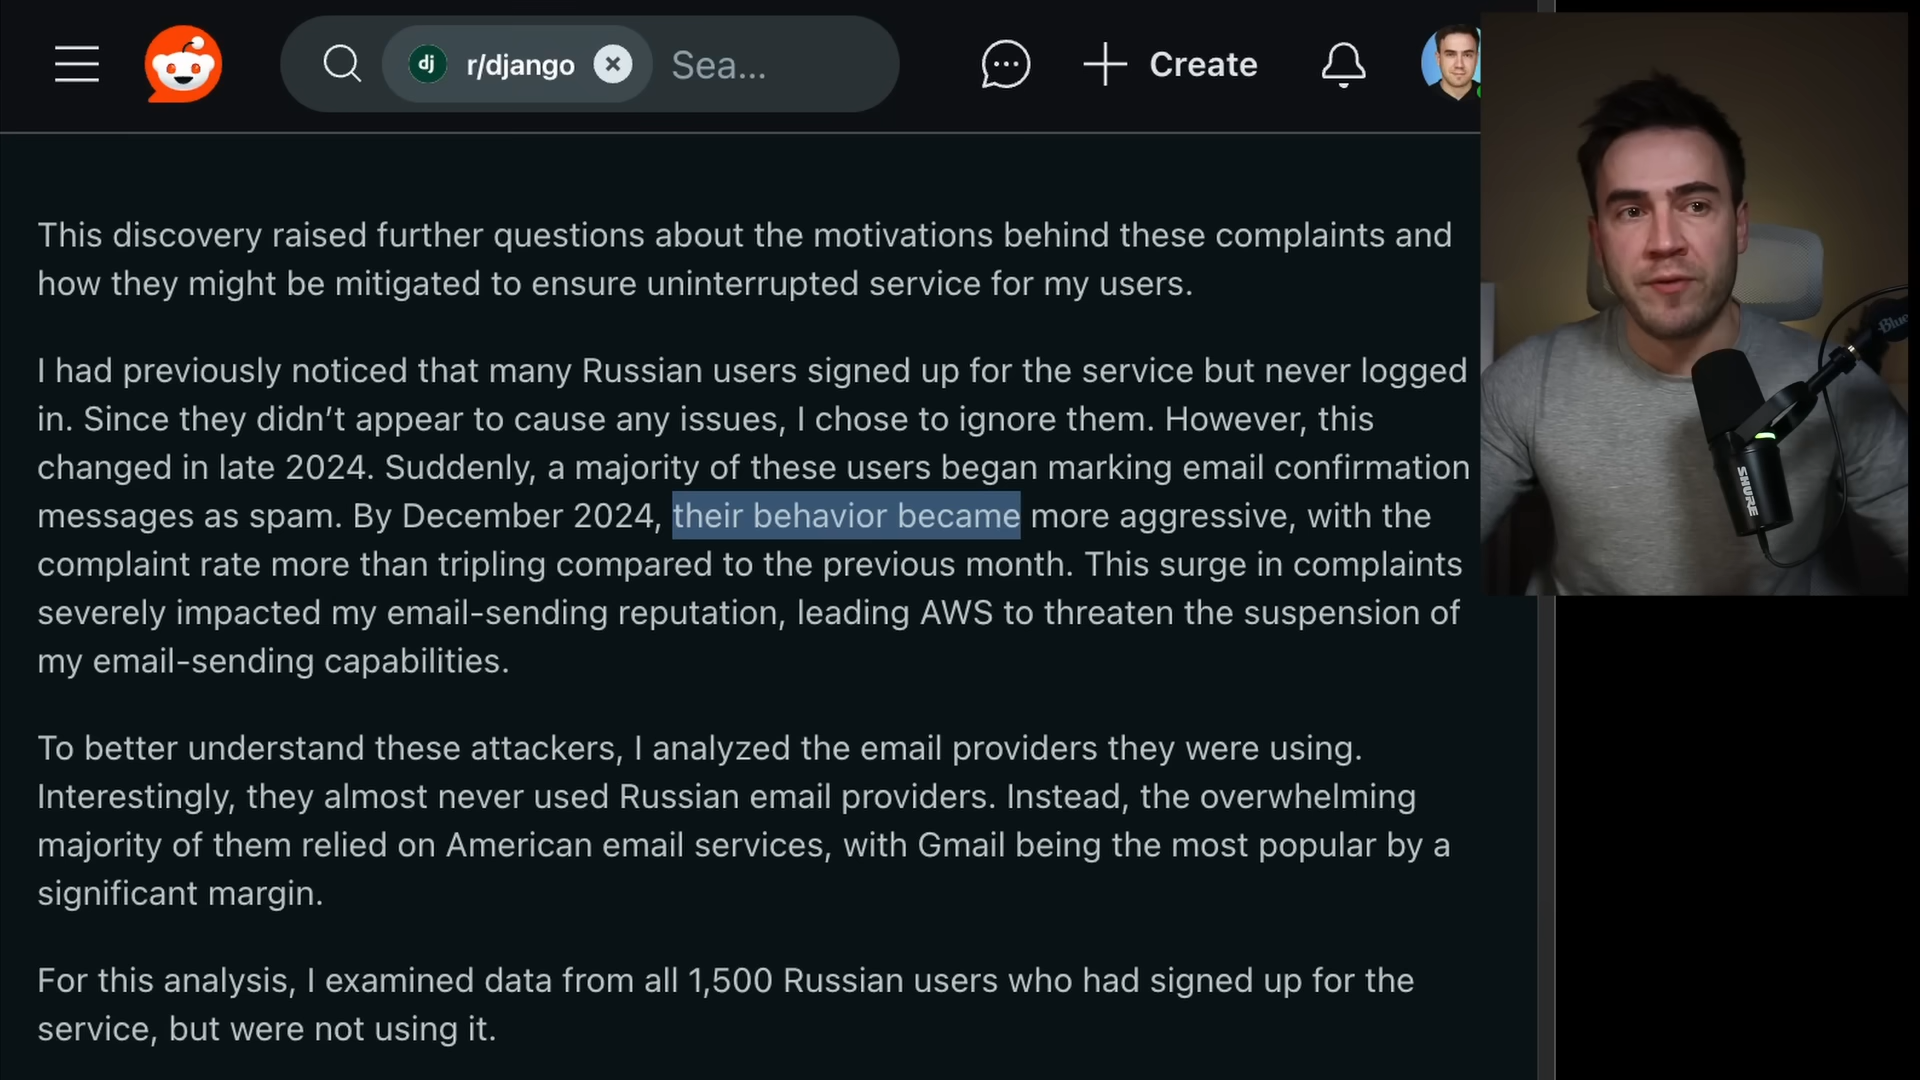 dj r/django Sea... Create
This discovery raised further questions about the motivations behind these complaints and
how they might be mitigated to ensure uninterrupted service for my users.
I had previously noticed that many Russian users signed up for the service but never logged
in. Since they didn’t appear to cause any issues, I chose to ignore them. However, this
changed in late 2024. Suddenly, a majority of these users began marking email confirmation
messages as spam. By December 2024, their behavior became more aggressive, with the
complaint rate more than tripling compared to the previous month. This surge in complaints
severely impacted my email-sending reputation, leading AWS to threaten the suspension of
my email-sending capabilities.
To better understand these attackers, I analyzed the email providers they were using.
Interestingly, they almost never used Russian email providers. Instead, the overwhelming
majority of them relied on American email services, with Gmail being the most popular by a
significant margin.
For this analysis, I examined data from all 1,500 Russian users who had signed up for the
service, but were not using it.
Blue
SHURE